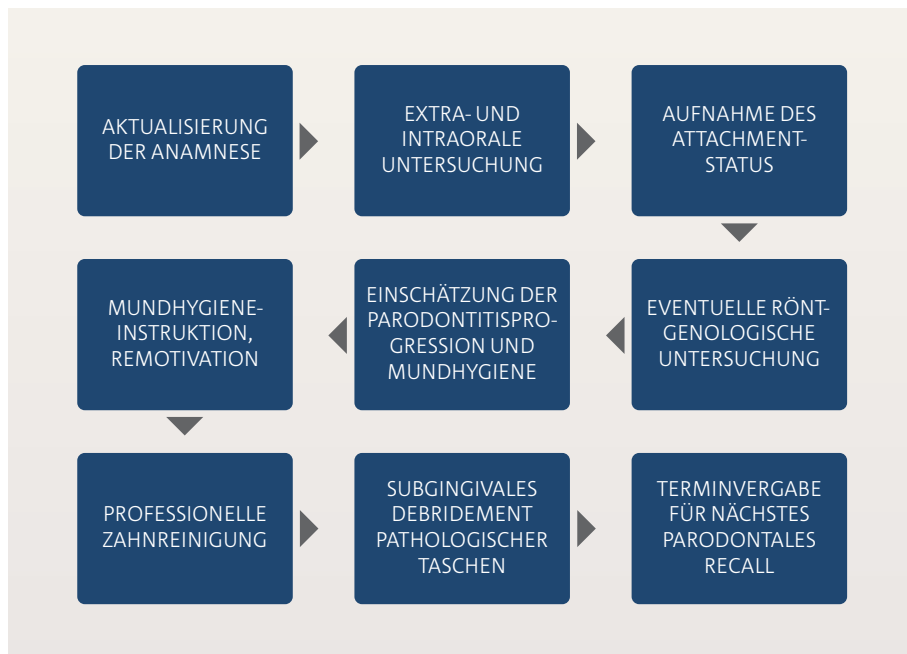 AKTUALISIERUNG
DER ANAMNESE
EXTRA- UND
INTRAORALE
UNTERSUCHUNG
AUFNAHME DES
ATTACHMENT-
STATUS
EVENTUELLE RÖNT-
GENOLOGISCHE
UNTERSUCHUNG
EINSCHÄTZUNG DER
PARODONTITISPRO-
GRESSION UND
MUNDHYGIENE
MUNDHYGIENE-
INSTRUKTION,
REMOTIVATION
PROFESSIONELLE
ZAHNREINIGUNG
SUBGINGIVALES
DEBRIDEMENT
PATHOLOGISCHER
TASCHEN
TERMINVERGABE
FÜR NÄCHSTES
PARODONTALES
RECALL